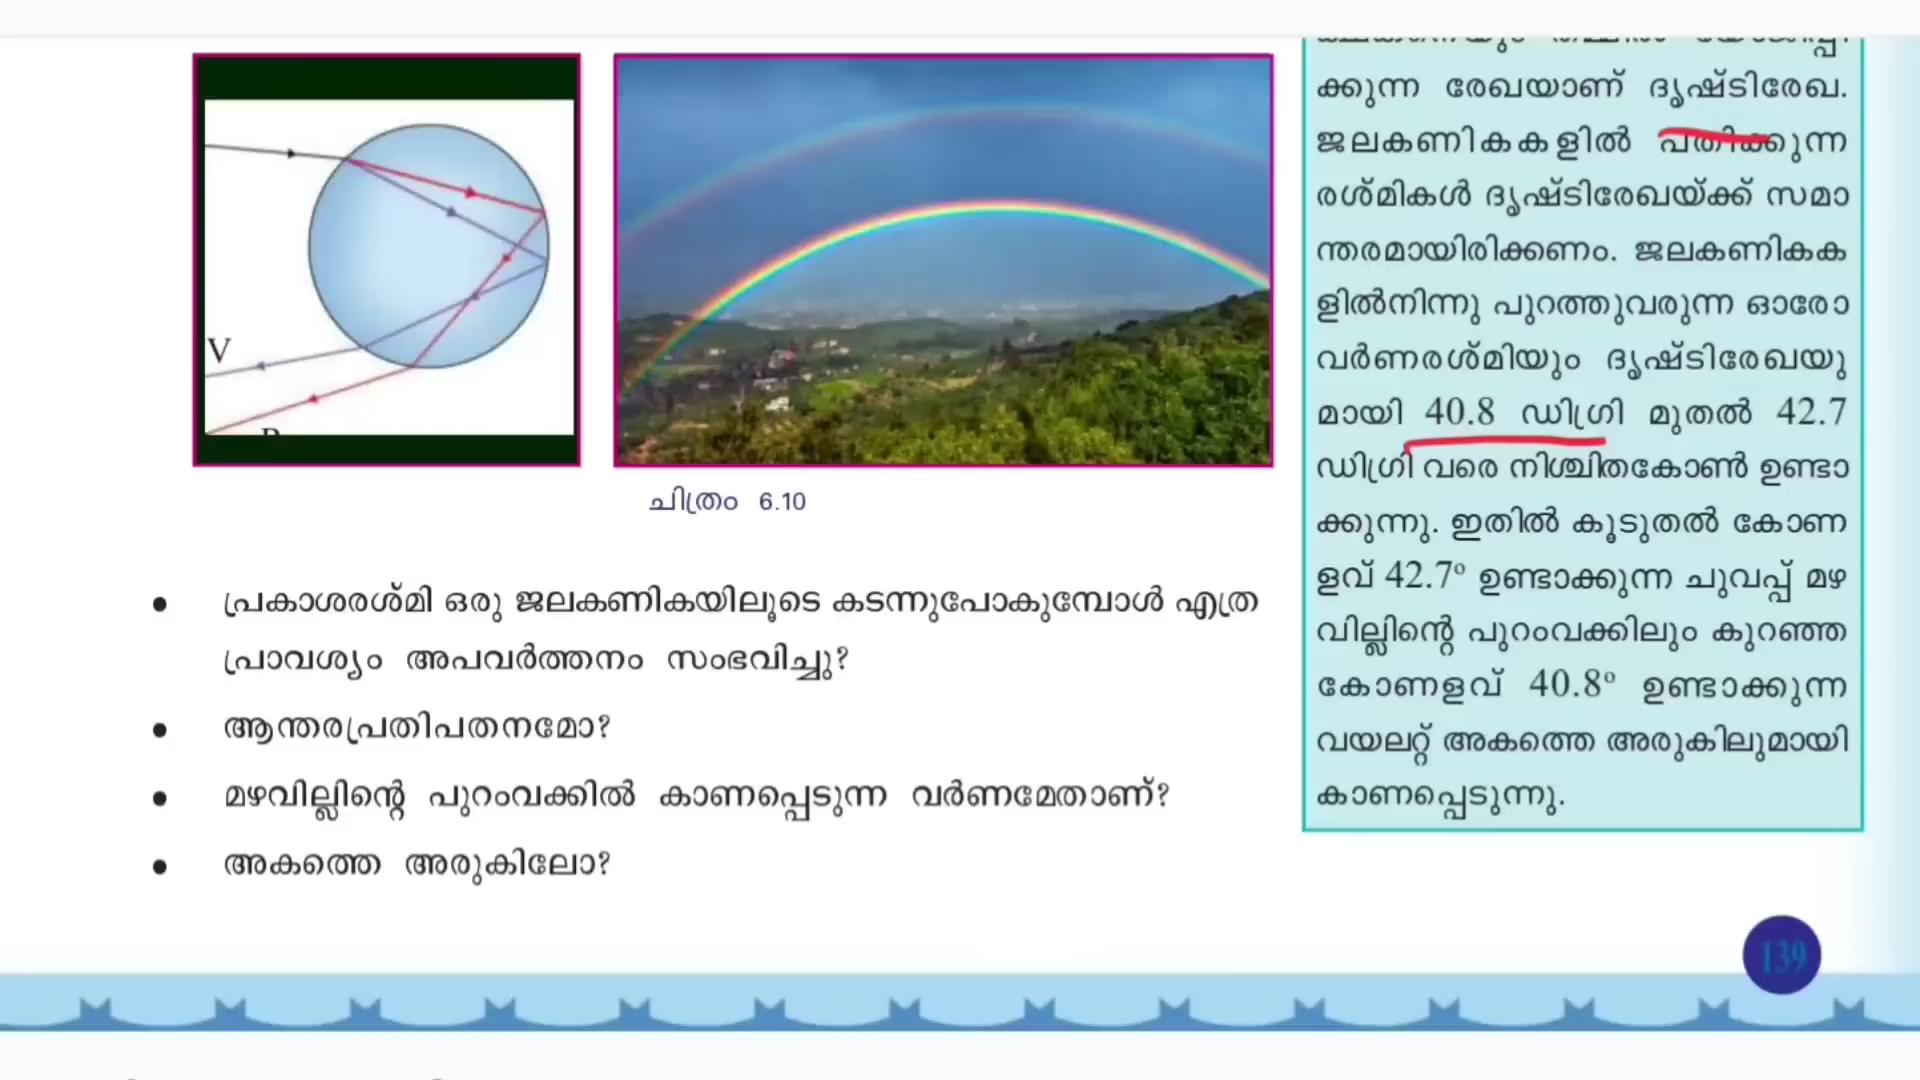 V
ചിത്രം 6.10
● പ്രകാശരശ്മി ഒരു ജലകണികയിലൂടെ കടന്നുപോകുമ്പോൾ എത്ര
പ്രാവശ്യം അപവർത്തനം സംഭവിച്ചു?
● ആന്തരപ്രതിപതനമോ?
● മഴവില്ലിന്റെ പുറംവക്കിൽ കാണപ്പെടുന്ന വർണമേതാണ്?
● അകത്തെ അരുകിലോ?
ക്കുന്ന രേഖയാണ് ദൃഷ്ടിരേഖ.
ജലകണികകളിൽ പതിക്കുന്ന
രശ്മികൾ ദൃഷ്ടിരേഖയ്ക്ക് സമാ
ന്തരമായിരിക്കണം. ജലകണികക
ളിൽനിന്നു പുറത്തുവരുന്ന ഓരോ
വർണരശ്മിയും ദൃഷ്ടിരേഖയു
മായി 40.8 ഡിഗ്രി മുതൽ 42.7
ഡിഗ്രി വരെ നിശ്ചിതകോൺ ഉണ്ടാ
ക്കുന്നു. ഇതിൽ കൂടുതൽ കോണ
ളവ് 42.7° ഉണ്ടാക്കുന്ന ചുവപ്പ് മഴ
വില്ലിന്റെ പുറംവക്കിലും കുറഞ്ഞ
കോണളവ് 40.8° ഉണ്ടാക്കുന്ന
വയലറ്റ് അകത്തെ അരുകിലുമായി
കാണപ്പെടുന്നു.
139